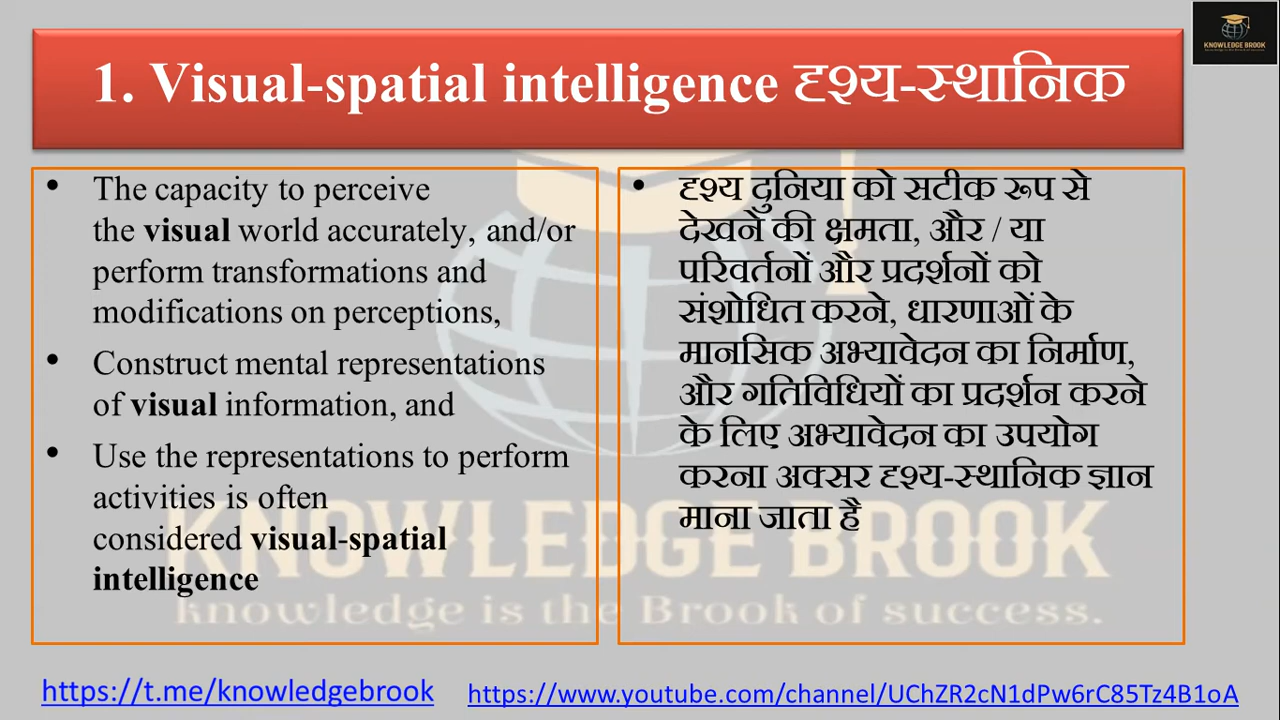 KNOWLEDGE BROOK
1. Visual-spatial intelligence दृश्य-स्थानिक
• The capacity to perceive
the visual world accurately, and/or
perform transformations and
modifications on perceptions,
• Construct mental representations
of visual information, and
• Use the representations to perform
activities is often
considered visual-spatial
intelligence
• दृश्य दुनिया को सटीक रूप से
देखने की क्षमता, और / या
परिवर्तनों और प्रदर्शनों को
संशोधित करने, धारणाओं के
मानसिक अभ्यावेदन का निर्माण,
और गतिविधियों का प्रदर्शन करने
के लिए अभ्यावेदन का उपयोग
करना अक्सर दृश्य-स्थानिक ज्ञान
माना जाता है
KNOWLEDGE BROOK
knowledge is the Brook of success.
https://t.me/knowledgebrook
https://www.youtube.com/channel/UChZR2cN1dPw6rC85Tz4B1oA